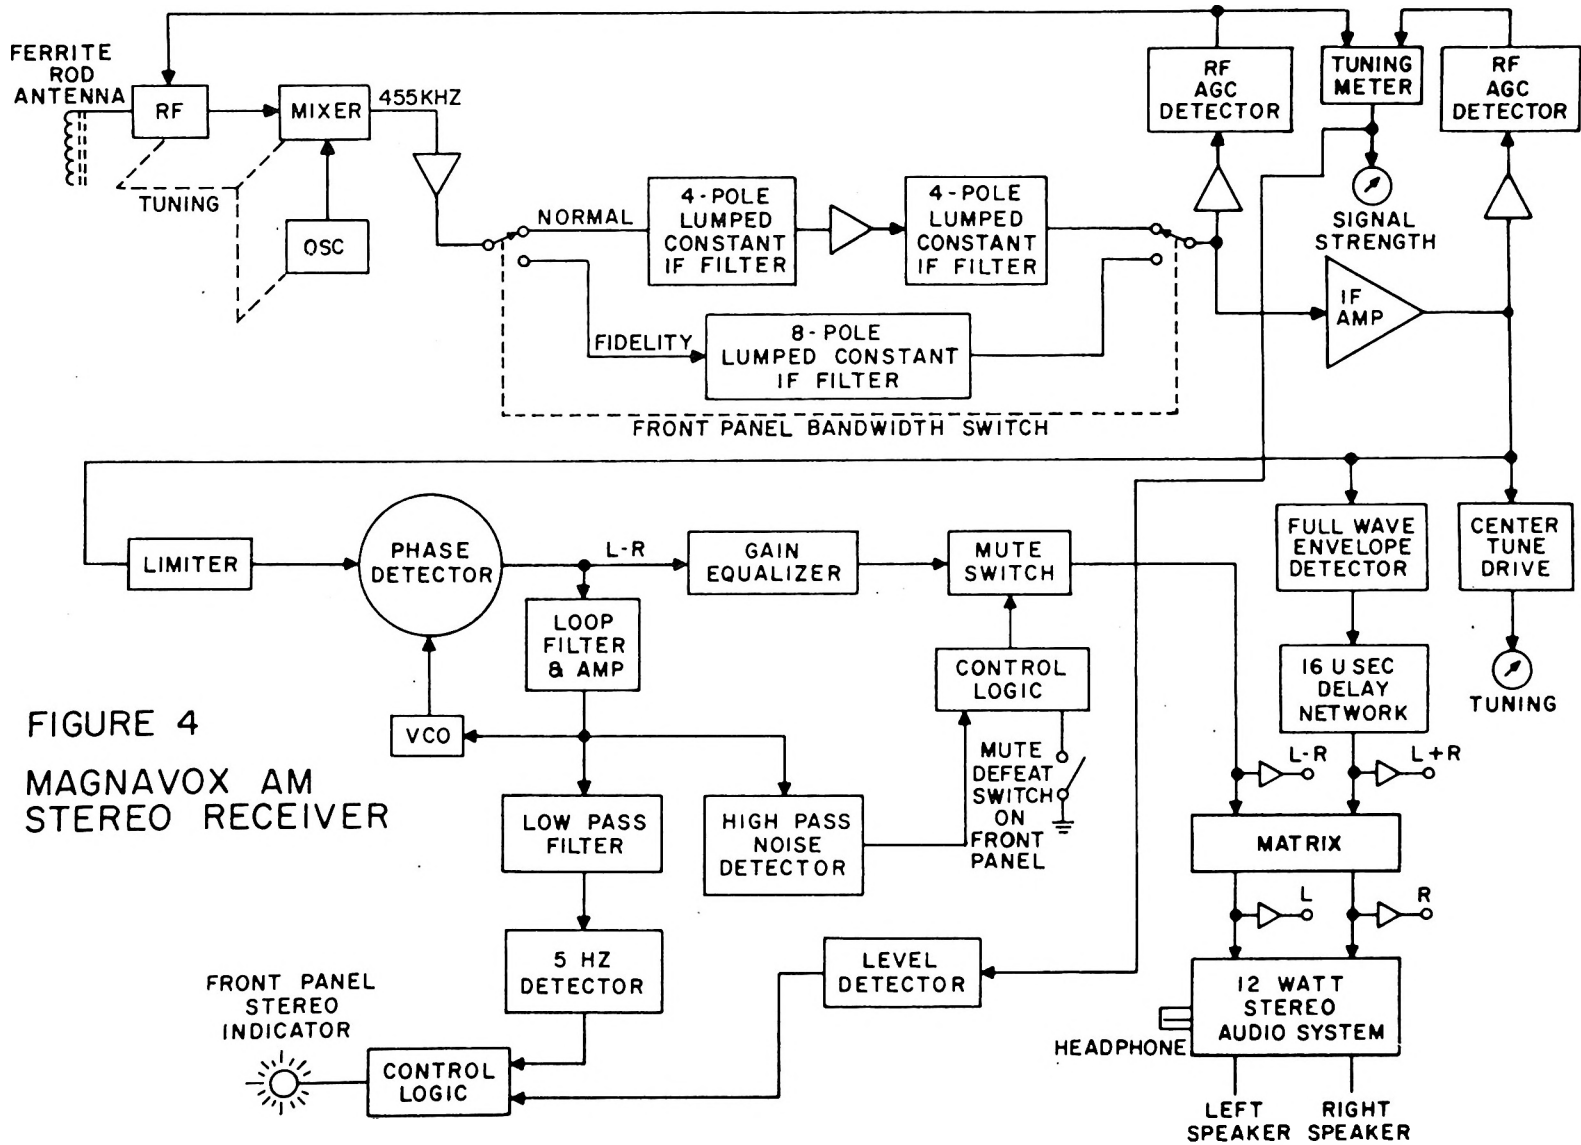 FERRITE
ROD
ANTENNA
RF
MIXER
455KHZ
TUNING
OSC
NORMAL
4-POLE
LUMPED
CONSTANT
IF FILTER
4-POLE
LUMPED
CONSTANT
IF FILTER
FIDELITY
8-POLE
LUMPED CONSTANT
IF FILTER
FRONT PANEL BANDWIDTH SWITCH
RF
AGC
DETECTOR
TUNING
METER
RF
AGC
DETECTOR
SIGNAL
STRENGTH
IF
AMP
LIMITER
PHASE
DETECTOR
L-R
GAIN
EQUALIZER
MUTE
SWITCH
FULL WAVE
ENVELOPE
DETECTOR
CENTER
TUNE
DRIVE
LOOP
FILTER
& AMP
CONTROL
LOGIC
16 U SEC
DELAY
NETWORK
TUNING
VCO
MUTE
DEFEAT
SWITCH
ON
FRONT
PANEL
L-R
L+R
FIGURE 4
MAGNAVOX AM
STEREO RECEIVER
LOW PASS
FILTER
HIGH PASS
NOISE
DETECTOR
MATRIX
L
R
5 HZ
DETECTOR
LEVEL
DETECTOR
12 WATT
STEREO
AUDIO SYSTEM
HEADPHONE
FRONT PANEL
STEREO
INDICATOR
CONTROL
LOGIC
LEFT
SPEAKER
RIGHT
SPEAKER